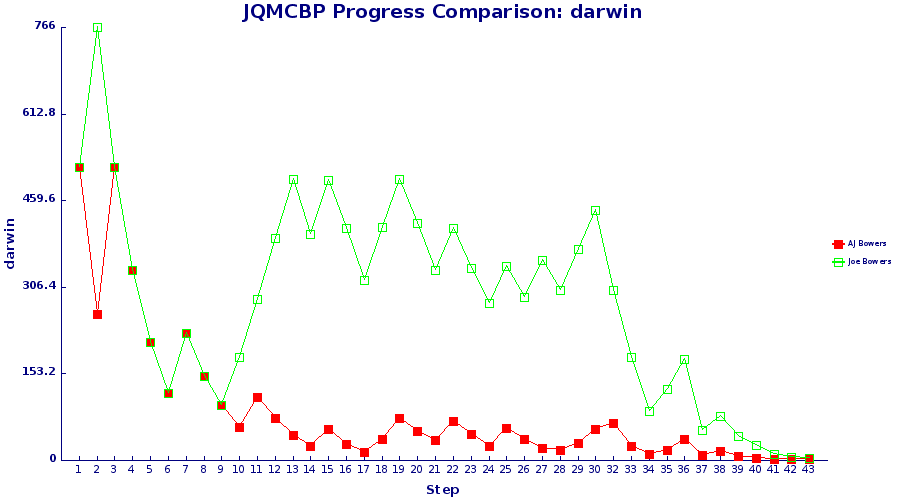 JQMCBP Progress Comparison: darwin
766
612.8
459.6
306.4
153.2
0
darwin
1 2 3 4 5 6 7 8 9 10 11 12 13 14 15 16 17 18 19 20 21 22 23 24 25 26 27 28 29 30 32 33 34 35 36 37 38 39 40 41 42 43
Step
AJ Bowers
Joe Bowers